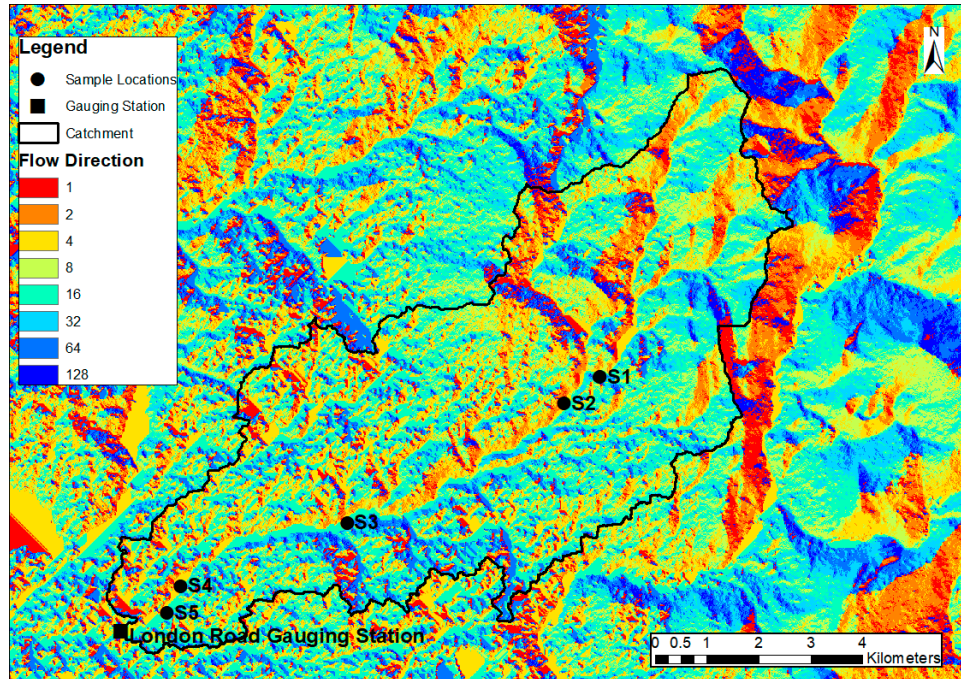 Legend
Sample Locations
Gauging Station
Catchment
Flow Direction
1
2
4
8
16
32
64
128
N
S1
S2
S3
S4
S5
London Road Gauging Station
0 0.5 1 2 3 4
Kilometers